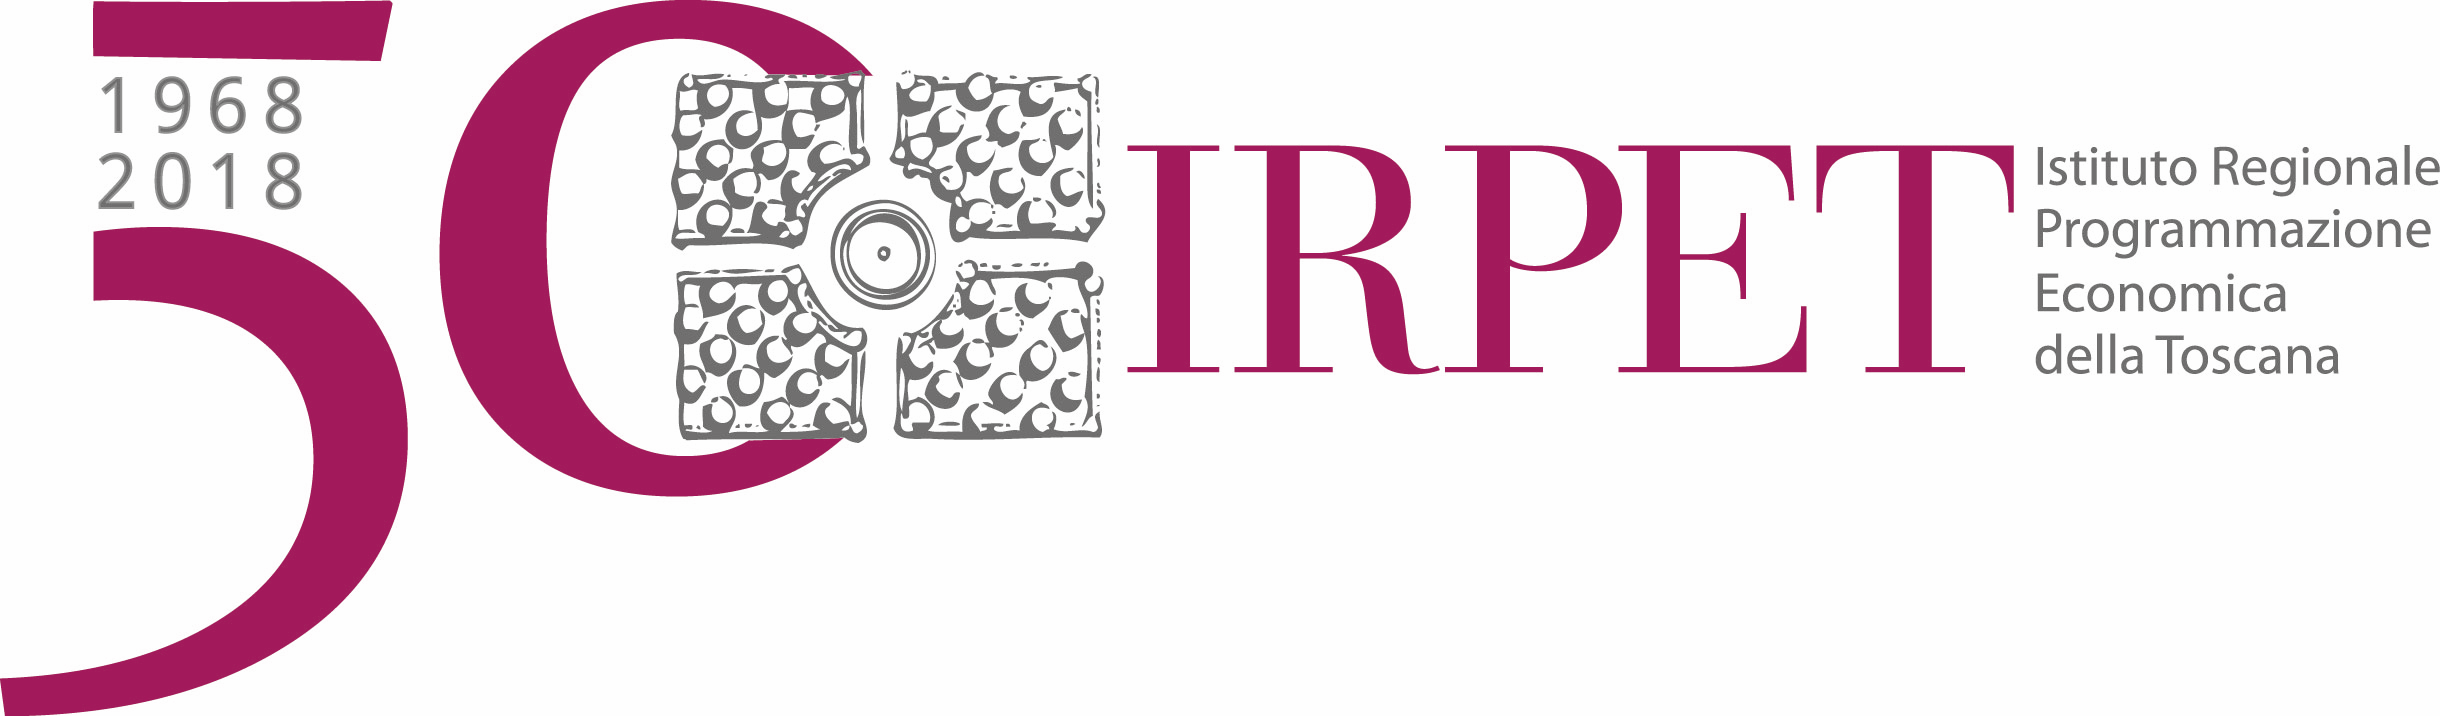 50
1968
2018
IRPET
Istituto Regionale
Programmazione
Economica
della Toscana